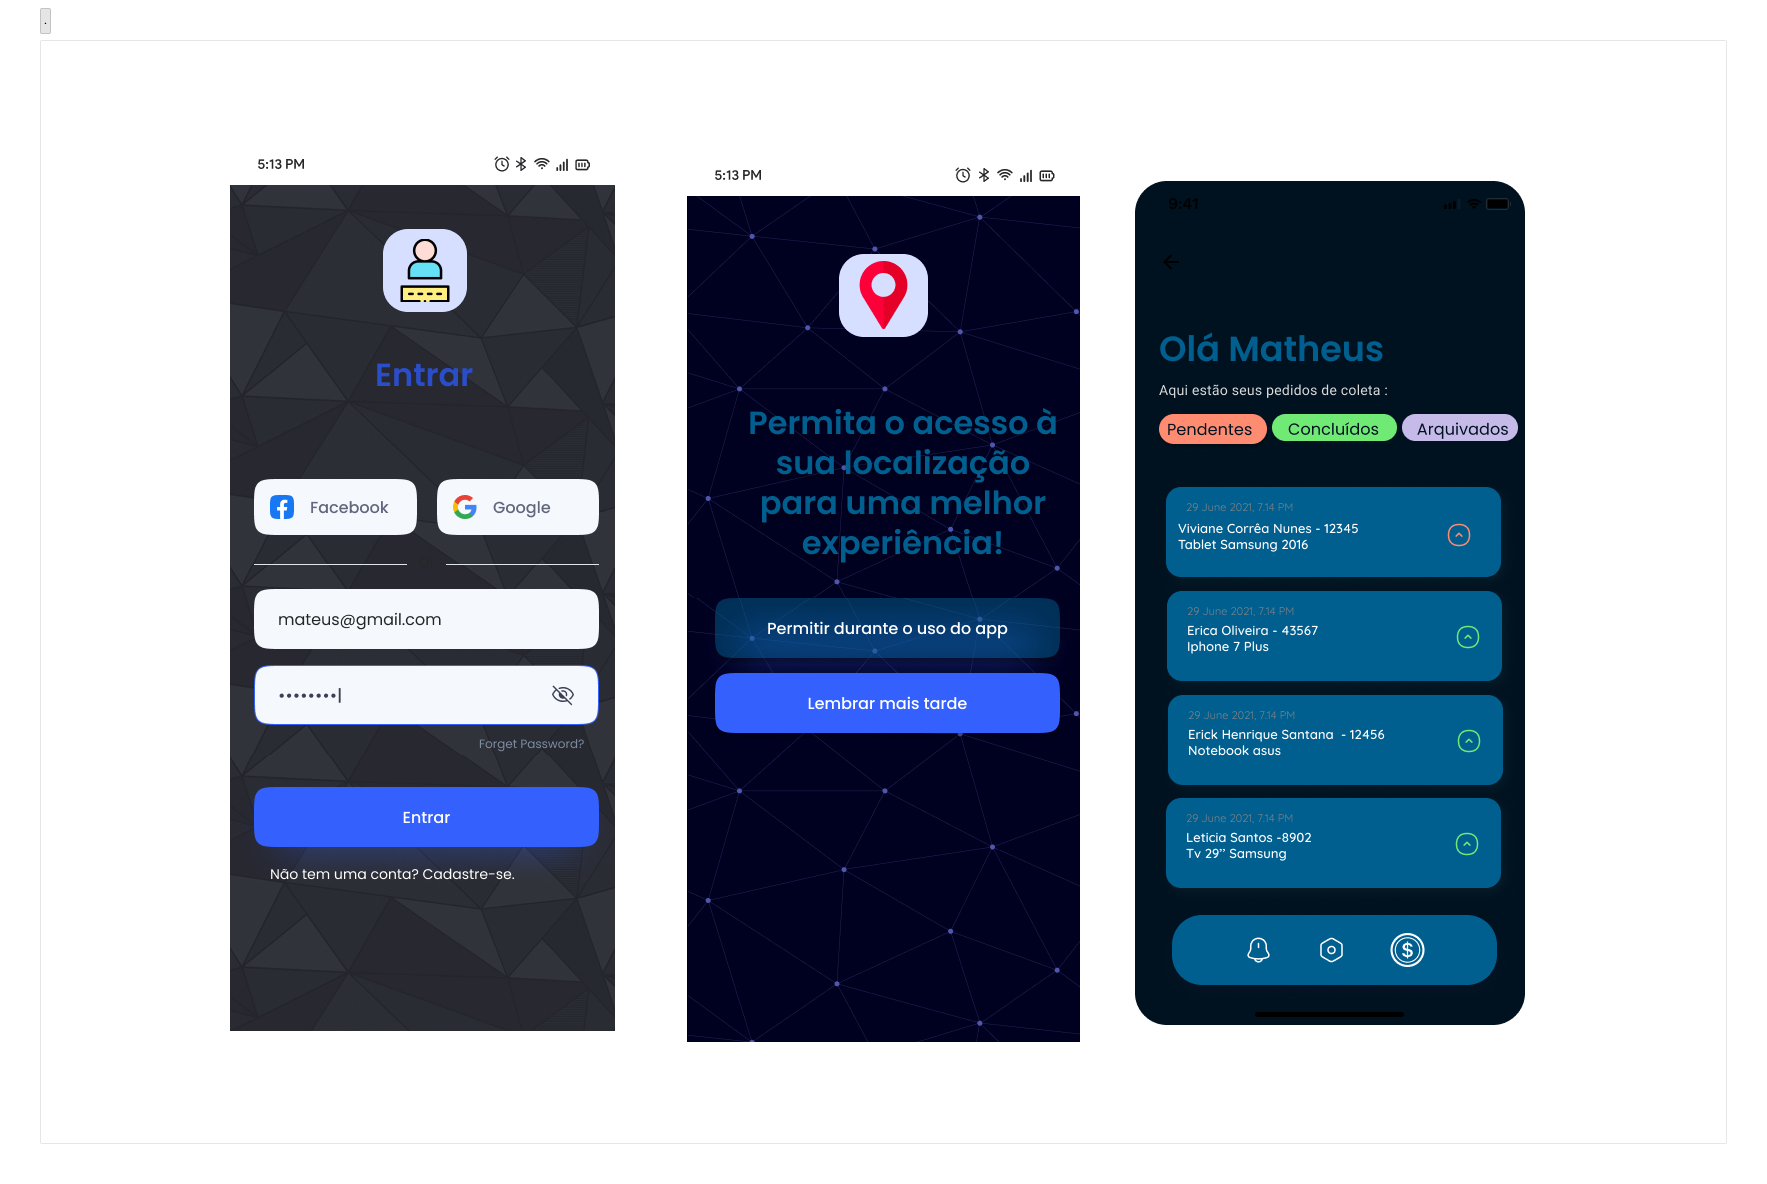 .
5:13 PM
Entrar
Facebook
Google
mateus@gmail.com
••••••••|
Forget Password?
Entrar
Não tem uma conta? Cadastre-se.
5:13 PM
Permita o acesso à
sua localização
para uma melhor
experiência!
Permitir durante o uso do app
Lembrar mais tarde
9:41
Olá Matheus
Aqui estão seus pedidos de coleta :
Pendentes
Concluídos
Arquivados
29 June 2021, 7.14 PM
Viviane Corrêa Nunes - 12345
Tablet Samsung 2016
29 June 2021, 7.14 PM
Erica Oliveira - 43567
Iphone 7 Plus
29 June 2021, 7.14 PM
Erick Henrique Santana - 12456
Notebook asus
29 June 2021, 7.14 PM
Leticia Santos -8902
Tv 29’’ Samsung
$